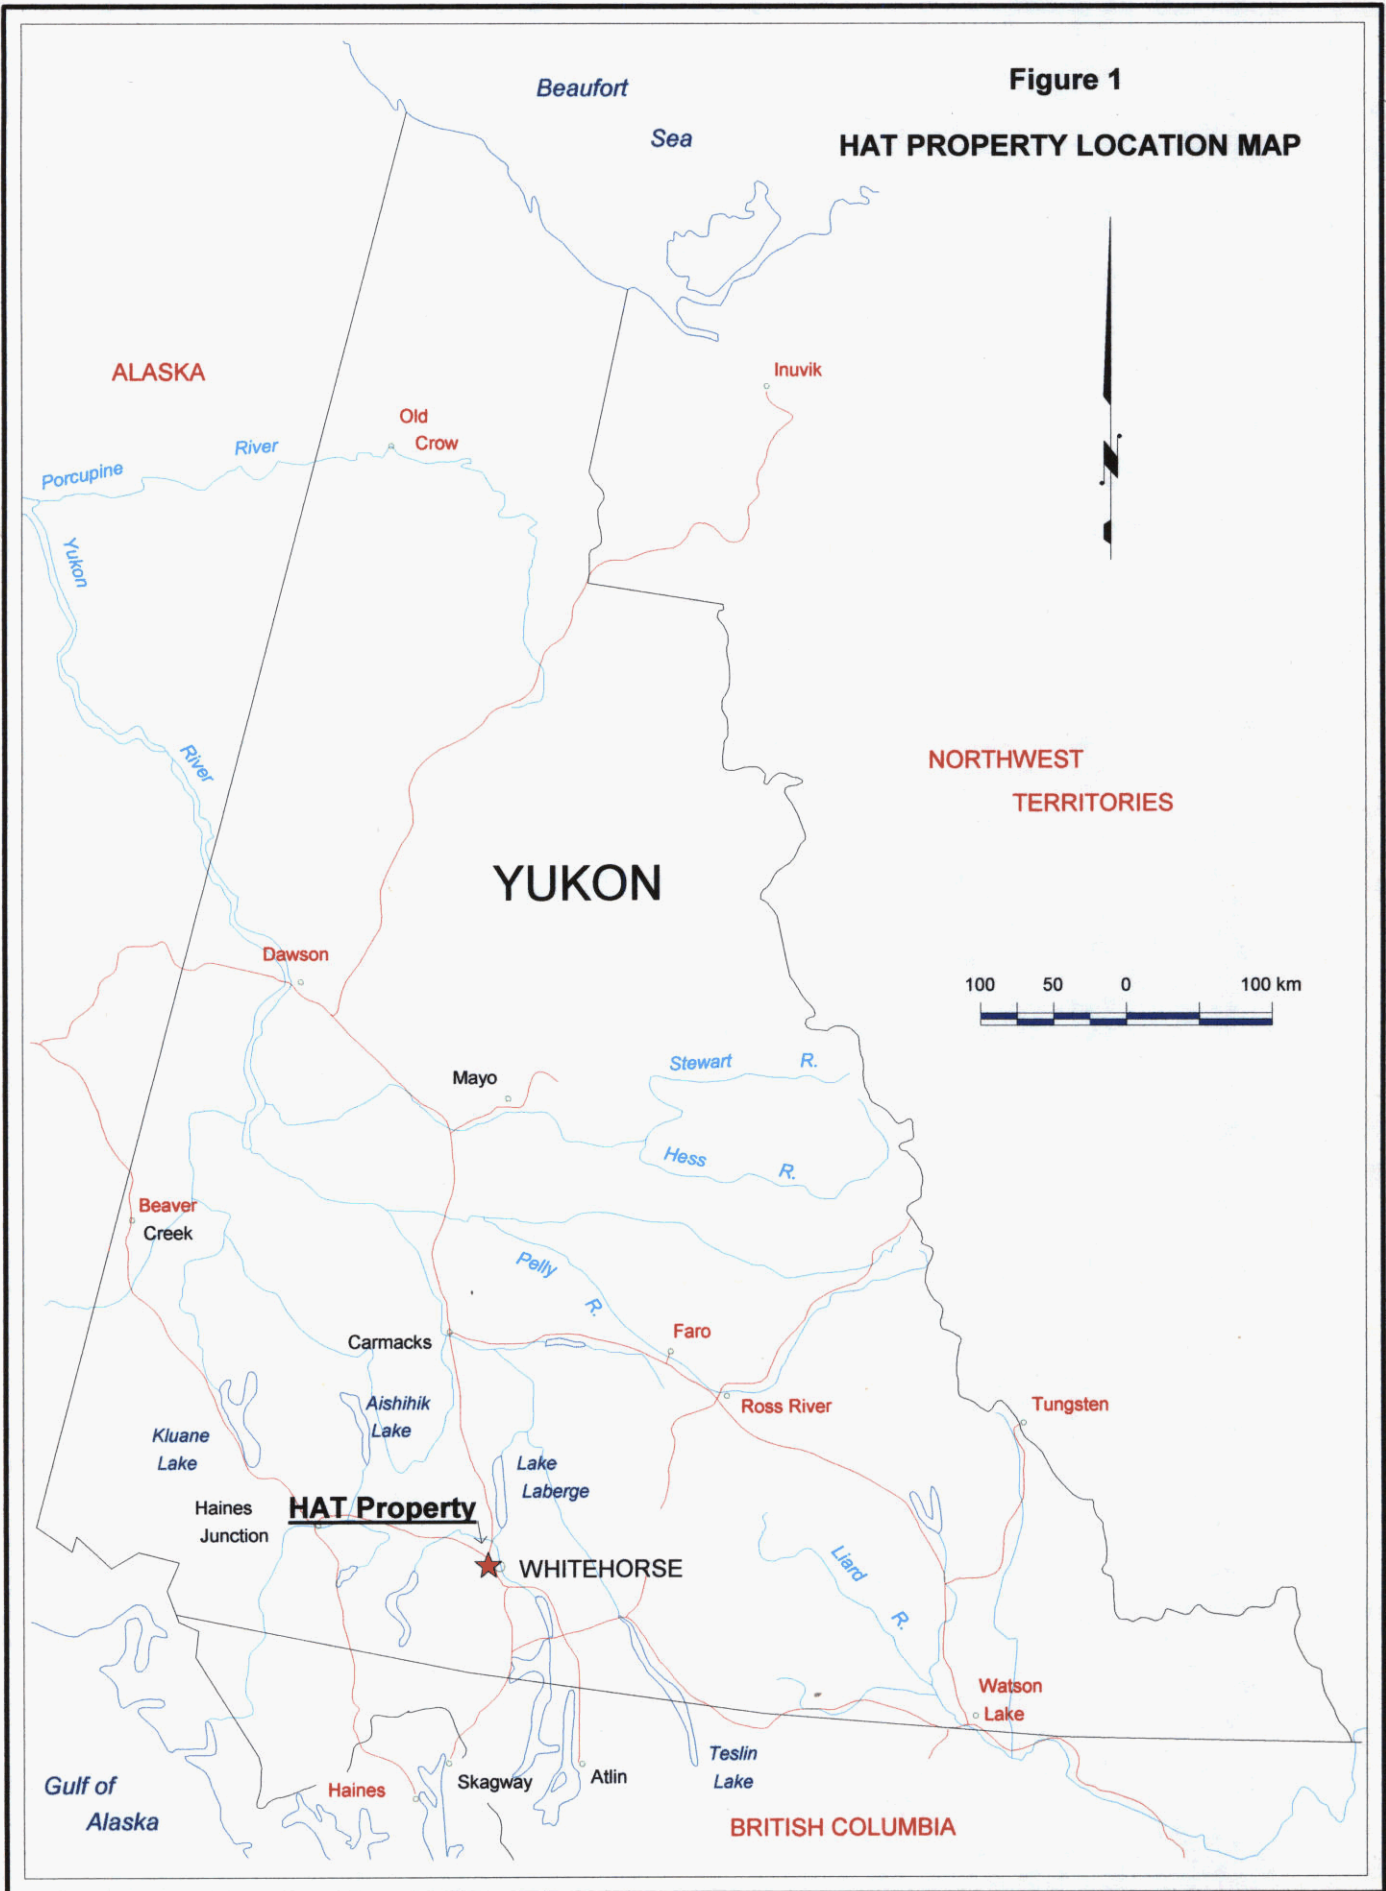 Figure 1
HAT PROPERTY LOCATION MAP
Beaufort
Sea
ALASKA
Inuvik
Old
Crow
Porcupine
River
Yukon
River
NORTHWEST
TERRITORIES
YUKON
Dawson
100 50 0 100 km
Mayo
Stewart R.
Hess R.
Beaver
Creek
Pelly
R.
Carmacks
Faro
Ross River
Tungsten
Aishihik
Lake
Kluane
Lake
Lake
Laberge
Haines
Junction
HAT Property
WHITEHORSE
Liard
R.
Watson
Lake
Teslin
Lake
Gulf of
Alaska
Haines
Skagway
Atlin
BRITISH COLUMBIA